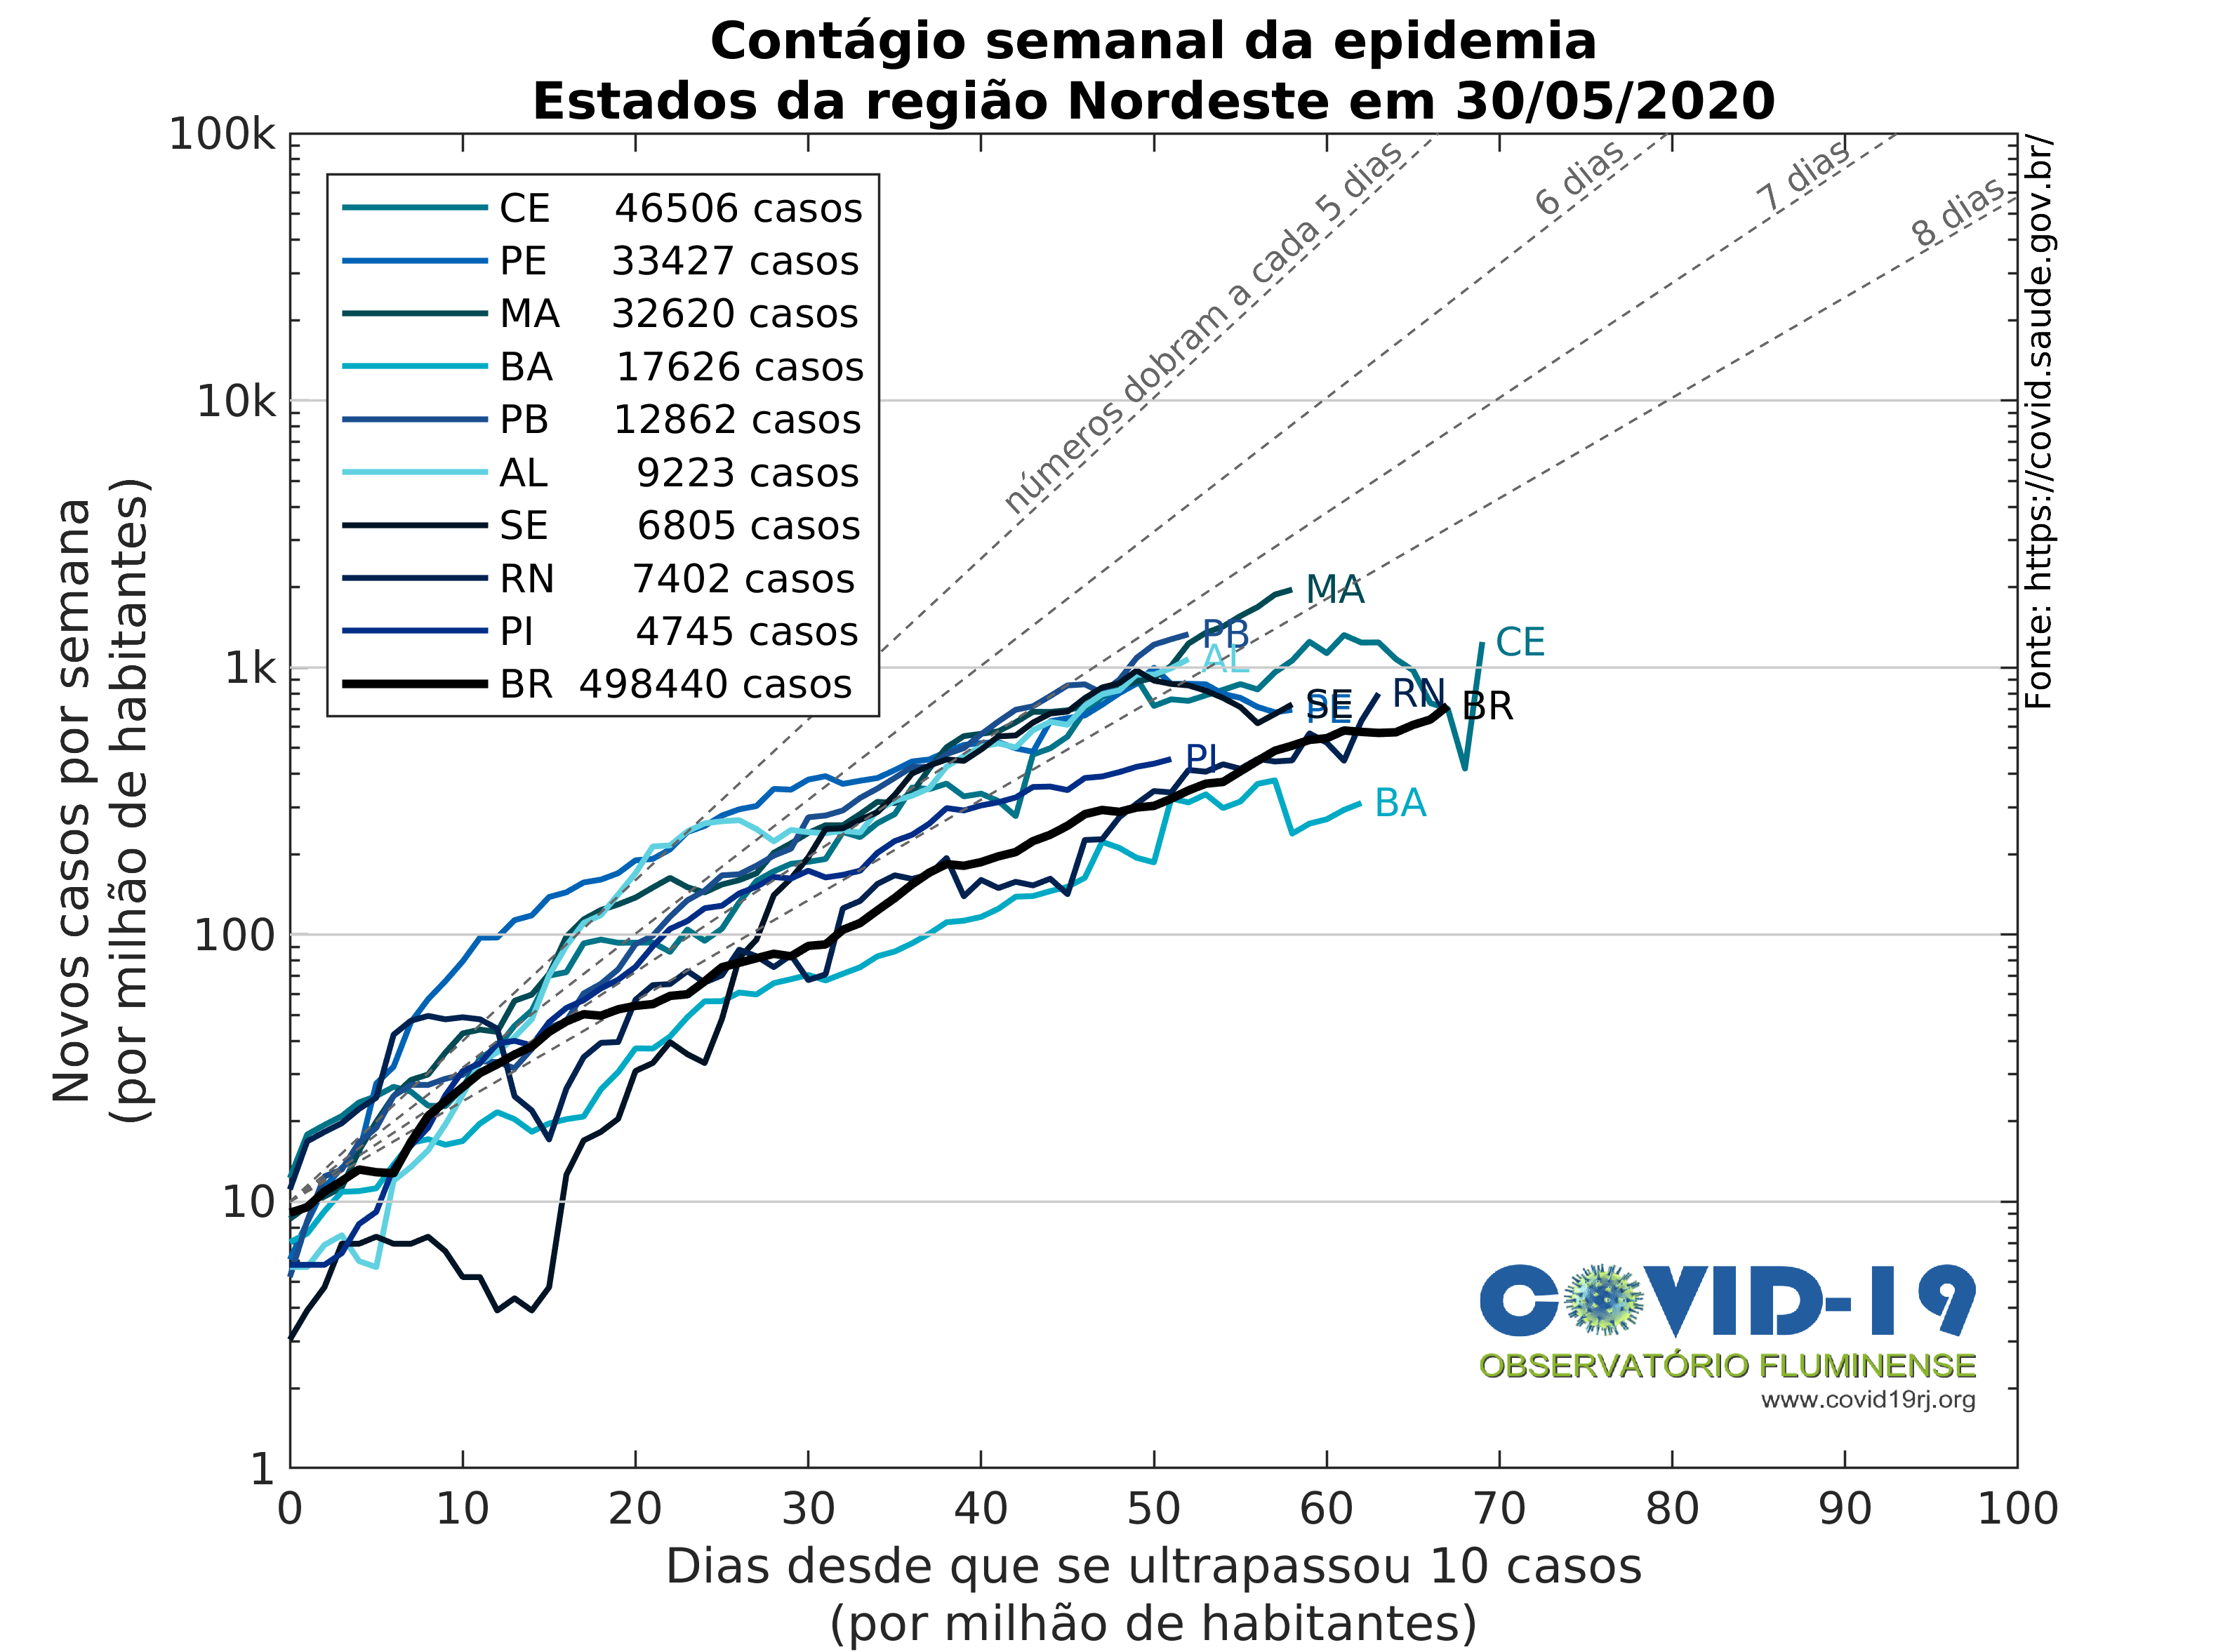 Contágio semanal da epidemia
Estados da região Nordeste em 30/05/2020
100k
10k
1k
100
10
1
Novos casos por semana
(por milhão de habitantes)
CE 46506 casos
PE 33427 casos
MA 32620 casos
BA 17626 casos
PB 12862 casos
AL 9223 casos
SE 6805 casos
RN 7402 casos
PI 4745 casos
BR 498440 casos
números dobram a cada 5 dias
6 dias
7 dias
8 dias
MA
PB
AL
CE
RN
SE
PE
BR
PI
BA
Fonte: https://covid.saude.gov.br/
COVID-19
OBSERVATÓRIO FLUMINENSE
www.covid19rj.org
0 10 20 30 40 50 60 70 80 90 100
Dias desde que se ultrapassou 10 casos
(por milhão de habitantes)